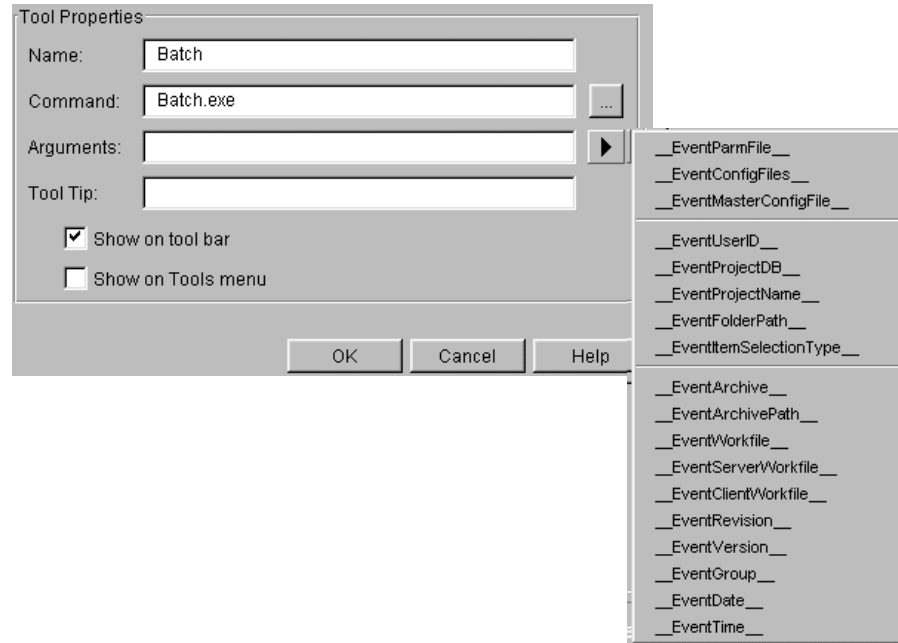 Tool Properties
Name: Batch
Command: Batch.exe ...
Arguments:
Tool Tip:
Show on tool bar
Show on Tools menu
OK Cancel Help
__EventParmFile__
__EventConfigFiles__
__EventMasterConfigFile__
__EventUserID__
__EventProjectDB__
__EventProjectName__
__EventFolderPath__
__EventItemSelectionType__
__EventArchive__
__EventArchivePath__
__EventWorkfile__
__EventServerWorkfile__
__EventClientWorkfile__
__EventRevision__
__EventVersion__
__EventGroup__
__EventDate__
__EventTime__